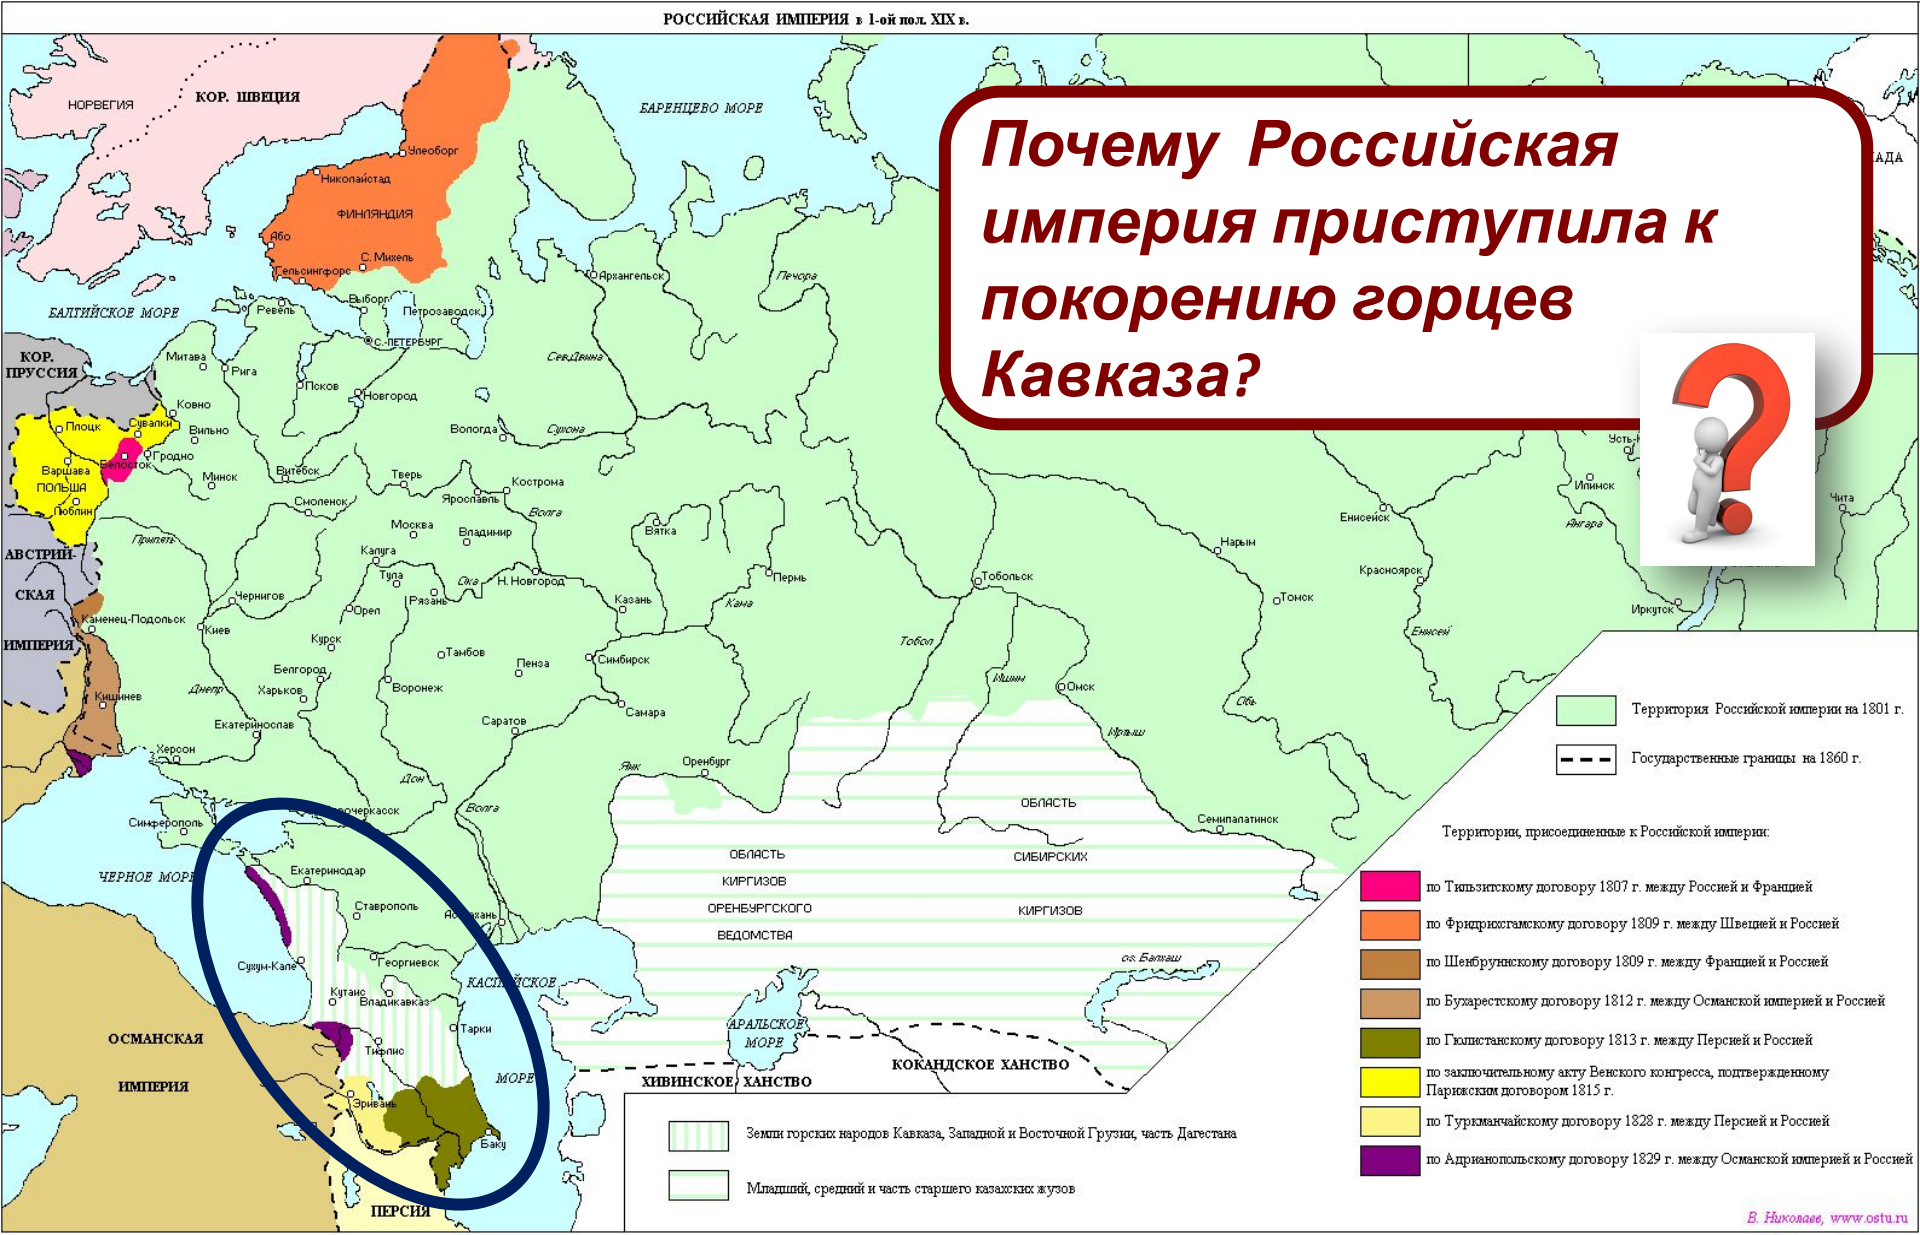 РОССИЙСКАЯ ИМПЕРИЯ в 1-ой пол. XIX в.
Почему Российская
империя приступила к
покорению горцев
Кавказа?
НОРВЕГИЯ
КОР. ШВЕЦИЯ
БАРЕНЦЕВО МОРЕ
АДА
Улеоборг
Николайстад
ФИНЛЯНДИЯ
Або
С. Михель
Гельсингфорс
Архангельск
Печора
БАЛТИЙСКОЕ МОРЕ
Ревель
Выборг
Петрозаводск
С.-ПЕТЕРБУРГ
КОР.
ПРУССИЯ
Митава
Рига
Псков
Новгород
Сев.Двина
Ковно
Плоцк
Сувалки
Вильно
Вологда
Сухона
Белосток
Гродно
Варшава
ПОЛЬША
Люблин
Минск
Витебск
Тверь
Кострома
Смоленск
Ярославль
Волга
Усть-
Илимск
Чита
Енисейск
Ангара
Москва
Владимир
Вятка
Припять
АВСТРИЙ-
СКАЯ
ИМПЕРИЯ
Калуга
Тула
Ока
Н. Новгород
Пермь
Нарым
Тобольск
Красноярск
Чернигов
Рязань
Орел
Казань
Кама
Томск
Иркутск
Каменец-Подольск
Киев
Курск
Тобол
Енисей
Тамбов
Пенза
Симбирск
Белгород
Ишим
Омск
Кишинев
Днепр
Харьков
Воронеж
Обь
Екатеринослав
Саратов
Самара
Иртыш
Херсон
Дон
Яик
Оренбург
Территория Российской империи на 1801 г.
Государственные границы на 1860 г.
Симферополь
очеркасск
Волга
ОБЛАСТЬ
Семипалатинск
Территории, присоединенные к Российской империи:
ОБЛАСТЬ
СИБИРСКИХ
ЧЕРНОЕ МОРЕ
Екатеринодар
КИРГИЗОВ
по Тильзитскому договору 1807 г. между Россией и Францией
Ставрополь
Астрахань
ОРЕНБУРГСКОГО
КИРГИЗОВ
по Фридрихсгамскому договору 1809 г. между Швецией и Россией
ВЕДОМСТВА
Сухум-Кале
Георгиевск
оз. Балхаш
по Шенбруннскому договору 1809 г. между Францией и Россией
КАСПИЙСКОЕ
Кутаис
Владикавказ
по Бухарестскому договору 1812 г. между Османской империей и Россией
Тарки
АРАЛЬСКОЕ
МОРЕ
ОСМАНСКАЯ
Тифлис
по Гюлистанскому договору 1813 г. между Персией и Россией
КОКАНДСКОЕ ХАНСТВО
ИМПЕРИЯ
МОРЕ
ХИВИНСКОЕ ХАНСТВО
по заключительному акту Венского конгресса, подтвержденному
Парижским договором 1815 г.
Эривань
по Туркманчайскому договору 1828 г. между Персией и Россией
Баку
Земли горских народов Кавказа, Западной и Восточной Грузии, часть Дагестана
по Адрианопольскому договору 1829 г. между Османской империей и Россией
Младший, средний и часть старшего казахских жузов
ПЕРСИЯ
В. Николаев, www.ostu.ru